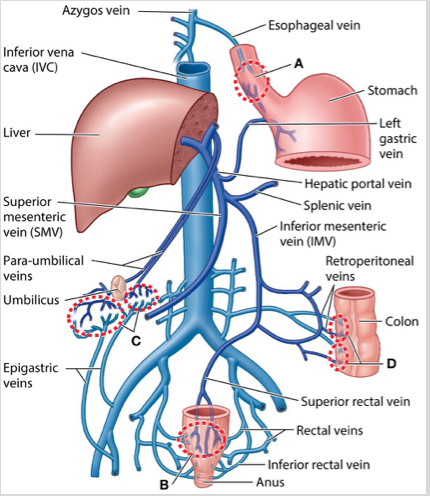 Azygos vein
Esophageal vein
Inferior vena
cava (IVC)
A
Stomach
Liver
Left
gastric
vein
Hepatic portal vein
Splenic vein
Superior
mesenteric
vein (SMV)
Inferior mesenteric
vein (IMV)
Para-umbilical
veins
Retroperitoneal
veins
Umbilicus
Colon
C
D
Epigastric
veins
Superior rectal vein
Rectal veins
Inferior rectal vein
B
Anus